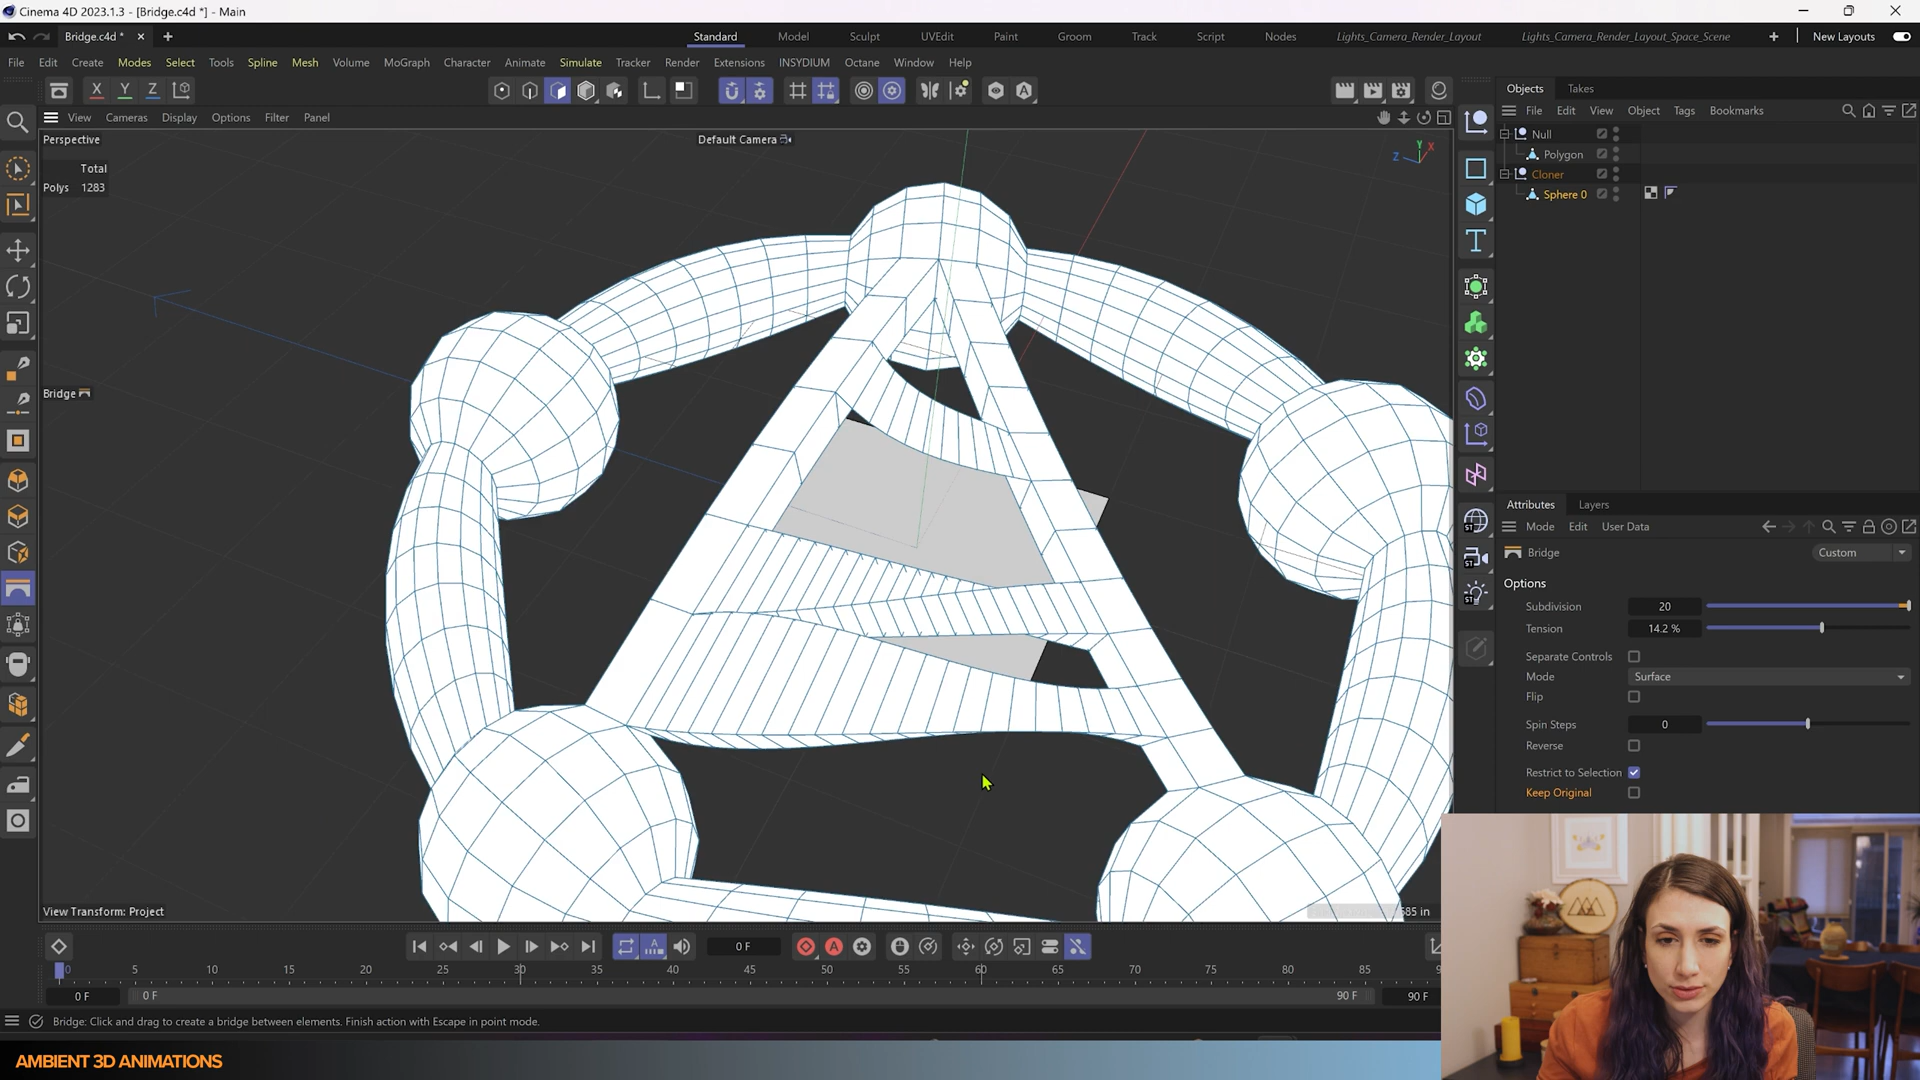 Cinema 4D 2023.1.3 - [Bridge.c4d *] - Main
Bridge.c4d *
Standard Model Sculpt UVEdit Paint Groom Track Script Nodes Lights_Camera_Render_Layout Lights_Camera_Render_Layout_Space_Scene New Layouts
File Edit Create Modes Select Tools Spline Mesh Volume MoGraph Character Animate Simulate Tracker Render Extensions INSYDIUM Octane Window Help
X Y Z
Objects Takes
File Edit View Object Tags Bookmarks
View Cameras Display Options Filter Panel
Perspective
Default Camera
Y X
Z
Total
Polys 1283
Null
Polygon
Cloner
Sphere 0
Bridge
Attributes Layers
Mode Edit User Data
Bridge
Custom
Options
Subdivision 20
Tension 14.2 %
Separate Controls
Mode Surface
Flip
Spin Steps 0
Reverse
Restrict to Selection
Keep Original
View Transform: Project
585 in
0 F
0 5 10 15 20 25 30 35 40 45 50 55 60 65 70 75 80 85 9
0 F 0 F 90 F 90 F
Bridge: Click and drag to create a bridge between elements. Finish action with Escape in point mode.
AMBIENT 3D ANIMATIONS